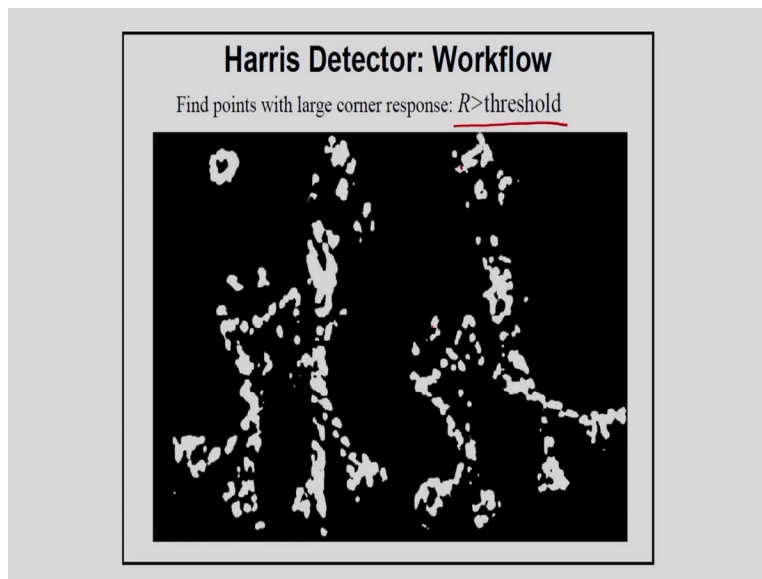 Harris Detector: Workflow
Find points with large corner response: R>threshold